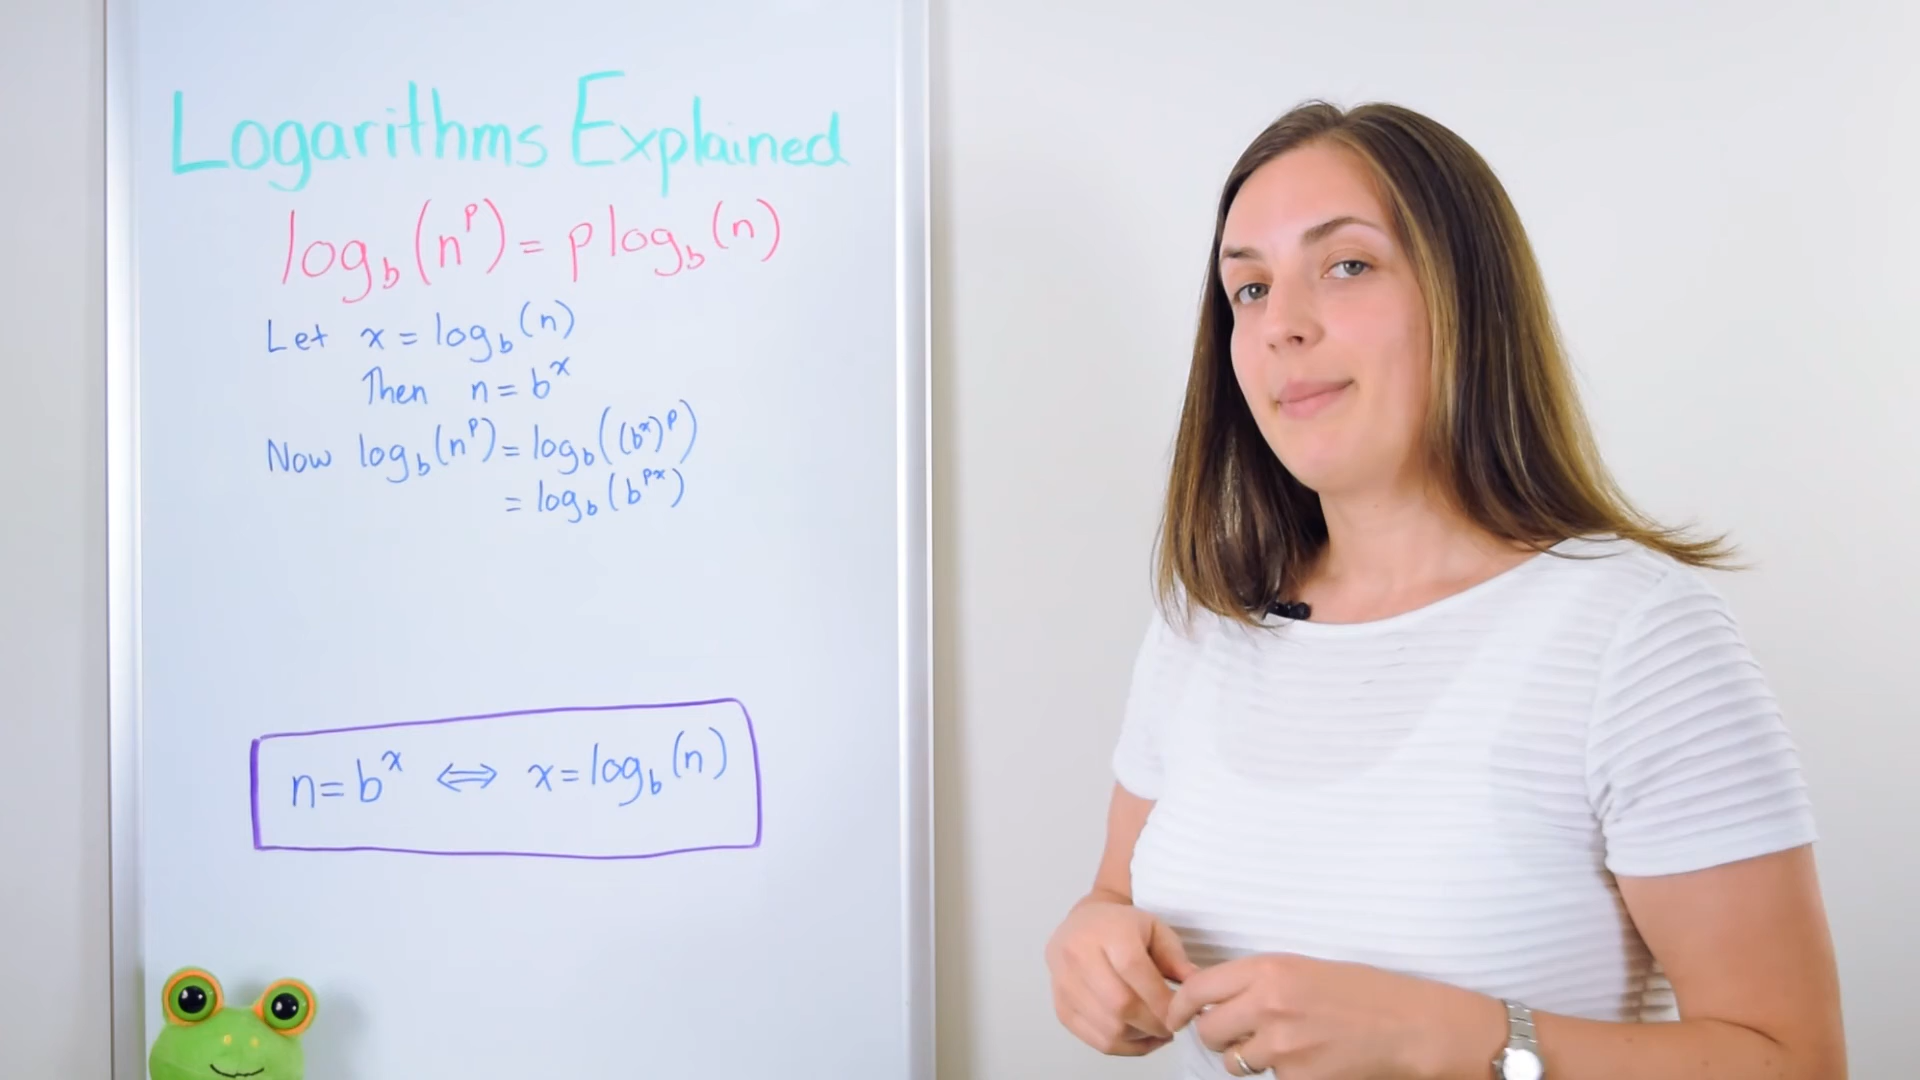 Logarithms Explained
log_b(n^p) = p log_b(n)
Let x = log_b(n)
Then n = b^x
Now log_b(n^p) = log_b((b^x)^p)
= log_b(b^px)
n = b^x ⇔ x = log_b(n)